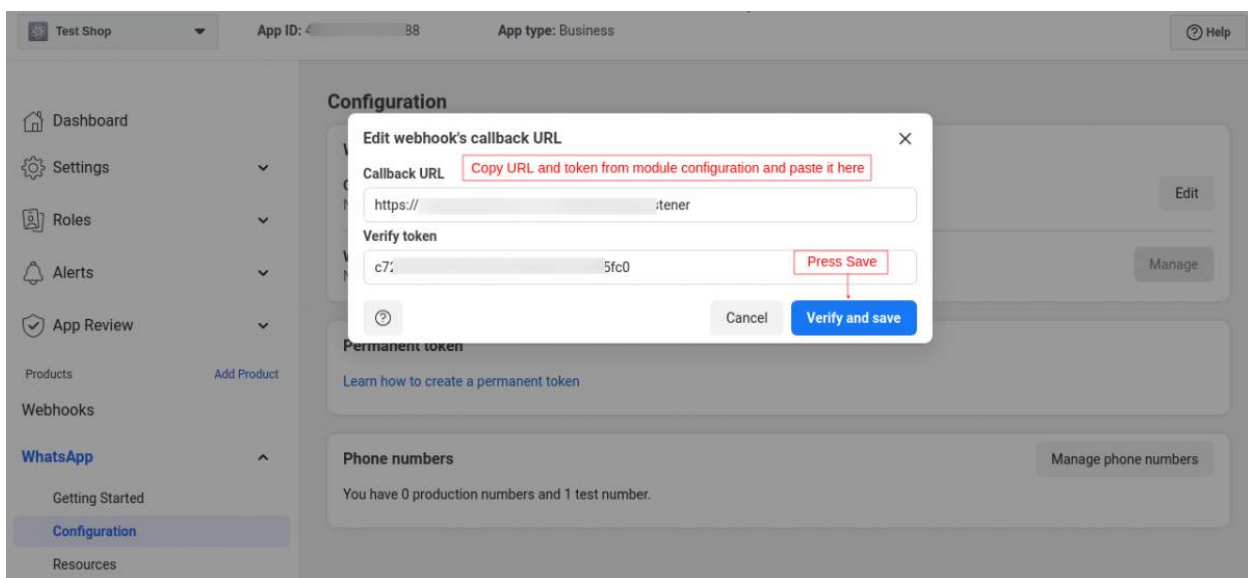 Test Shop
App ID: 4 88
App type: Business
Help
Dashboard
Settings
Roles
Alerts
App Review
Products
Add Product
Webhooks
WhatsApp
Getting Started
Configuration
Resources
Configuration
Edit webhook's callback URL
Callback URL
Copy URL and token from module configuration and paste it here
https:// tener
Verify token
c72 5fc0
Press Save
Cancel
Verify and save
Edit
Manage
Permanent token
Learn how to create a permanent token
Phone numbers
Manage phone numbers
You have 0 production numbers and 1 test number.